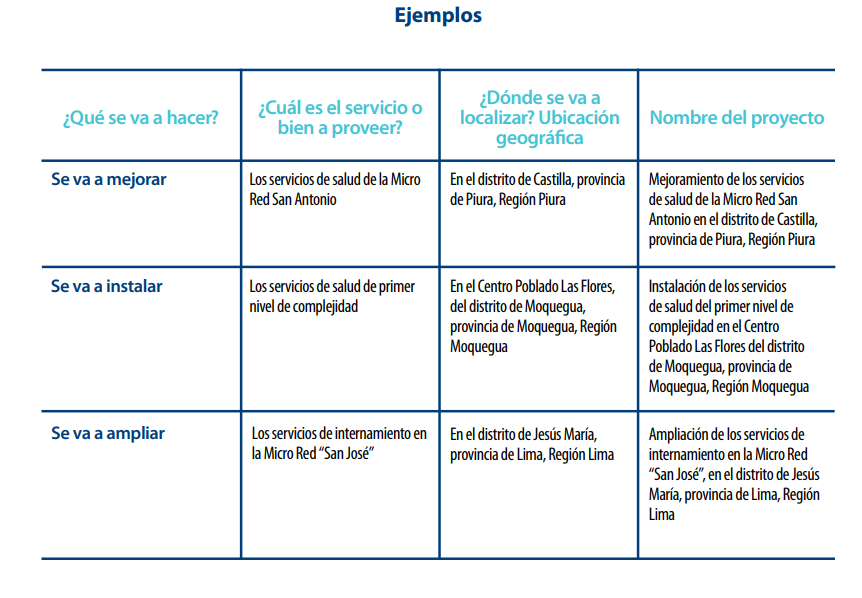 Ejemplos
¿Qué se va a hacer?
¿Cuál es el servicio o
bien a proveer?
¿Dónde se va a
localizar? Ubicación
geográfica
Nombre del proyecto
Se va a mejorar
Los servicios de salud de la Micro
Red San Antonio
En el distrito de Castilla, provincia
de Piura, Región Piura
Mejoramiento de los servicios
de salud de la Micro Red San
Antonio en el distrito de Castilla,
provincia de Piura, Región Piura
Se va a instalar
Los servicios de salud de primer
nivel de complejidad
En el Centro Poblado Las Flores,
del distrito de Moquegua,
provincia de Moquegua, Región
Moquegua
Instalación de los servicios
de salud del primer nivel de
complejidad en el Centro
Poblado Las Flores del distrito
de Moquegua, provincia de
Moquegua, Región Moquegua
Se va a ampliar
Los servicios de internamiento en
la Micro Red “San José”
En el distrito de Jesús María,
provincia de Lima, Región Lima
Ampliación de los servicios de
internamiento en la Micro Red
“San José”, en el distrito de Jesús
María, provincia de Lima, Región
Lima